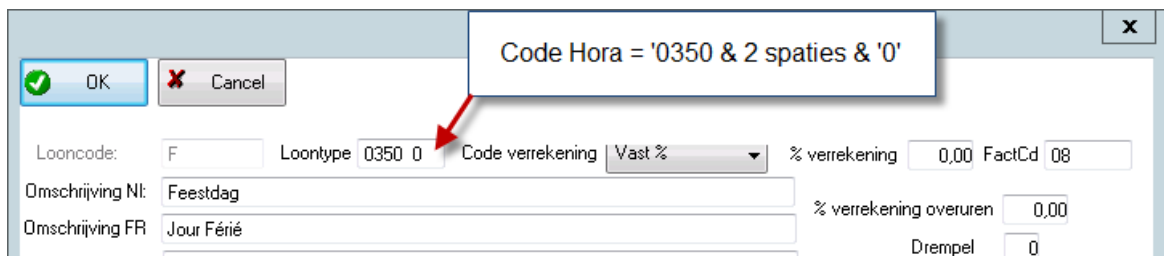 x
Code Hora = '0350 & 2 spaties & '0'
OK Cancel
Looncode: F Loontype 0350  0 Code verrekening Vast % % verrekening 0,00 FactCd 08
Omschrijving Nl: Feestdag
% verrekening overuren 0,00
Omschrijving FR Jour Férié
Drempel 0